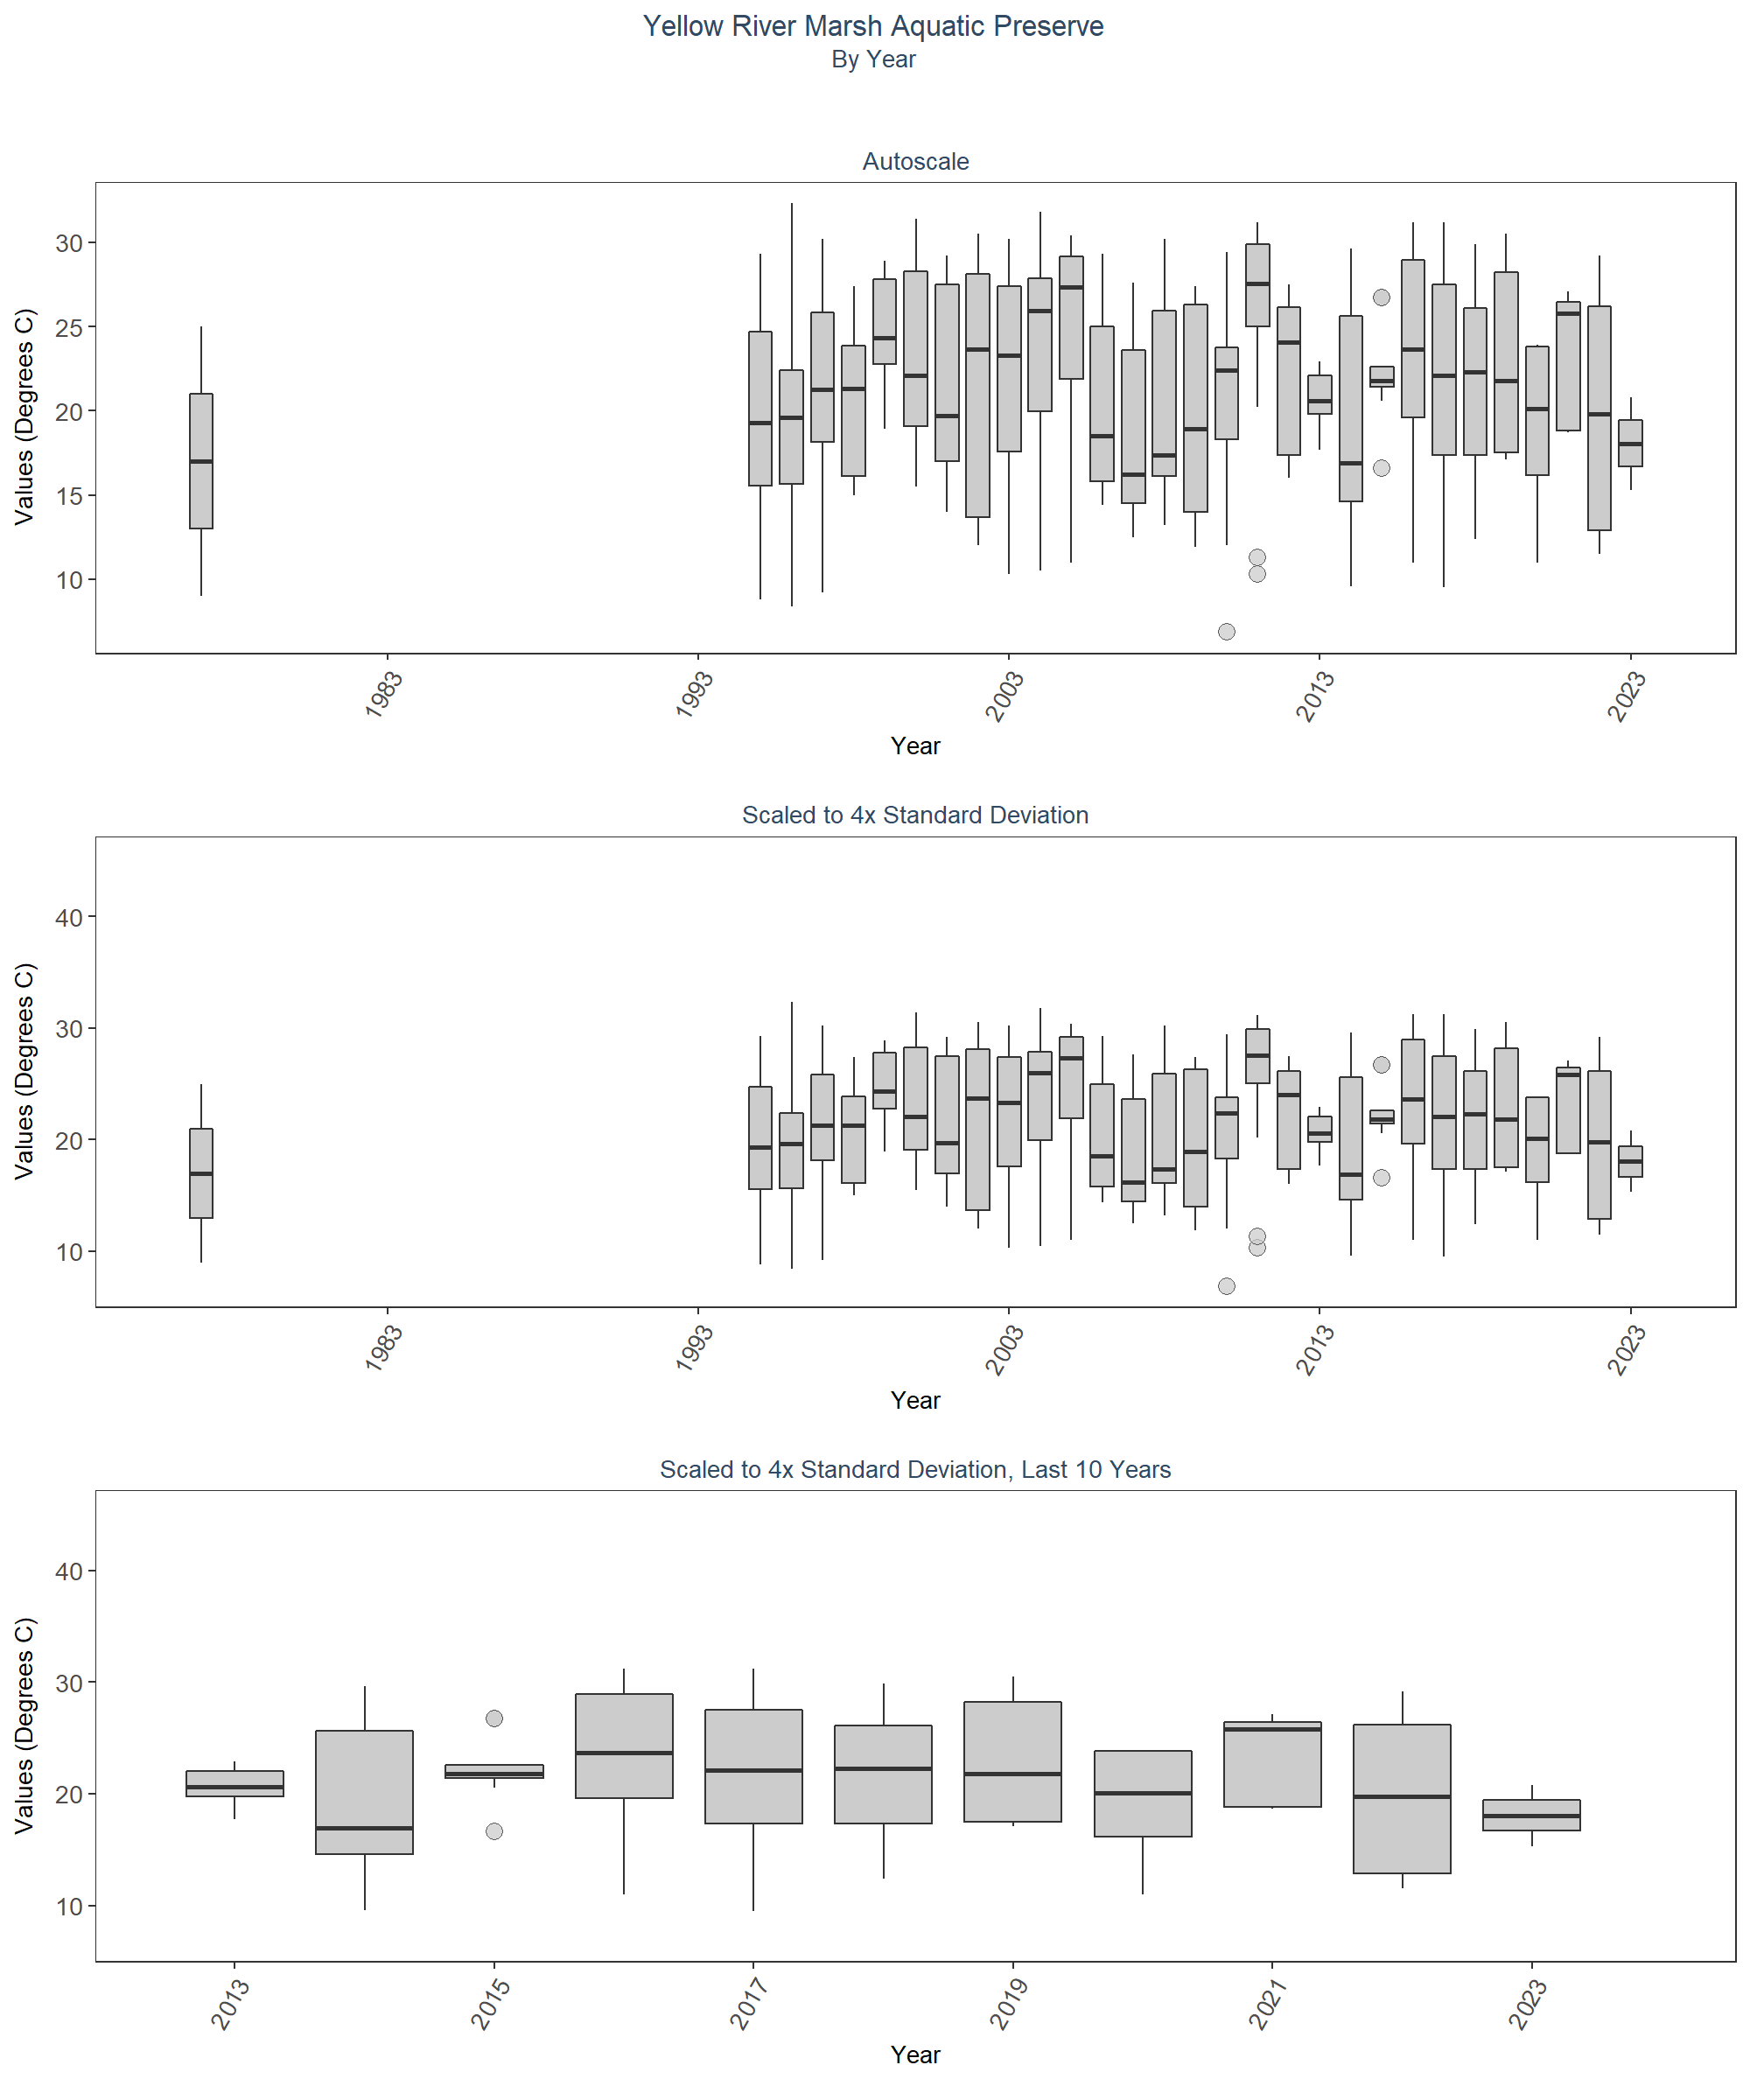 Yellow River Marsh Aquatic Preserve
By Year
Autoscale
Values (Degrees C)
30
25
20
15
10
1983
1993
2003
2013
2023
Year
Scaled to 4x Standard Deviation
Values (Degrees C)
40
30
20
10
1983
1993
2003
2013
2023
Year
Scaled to 4x Standard Deviation, Last 10 Years
Values (Degrees C)
40
30
20
10
2013
2015
2017
2019
2021
2023
Year